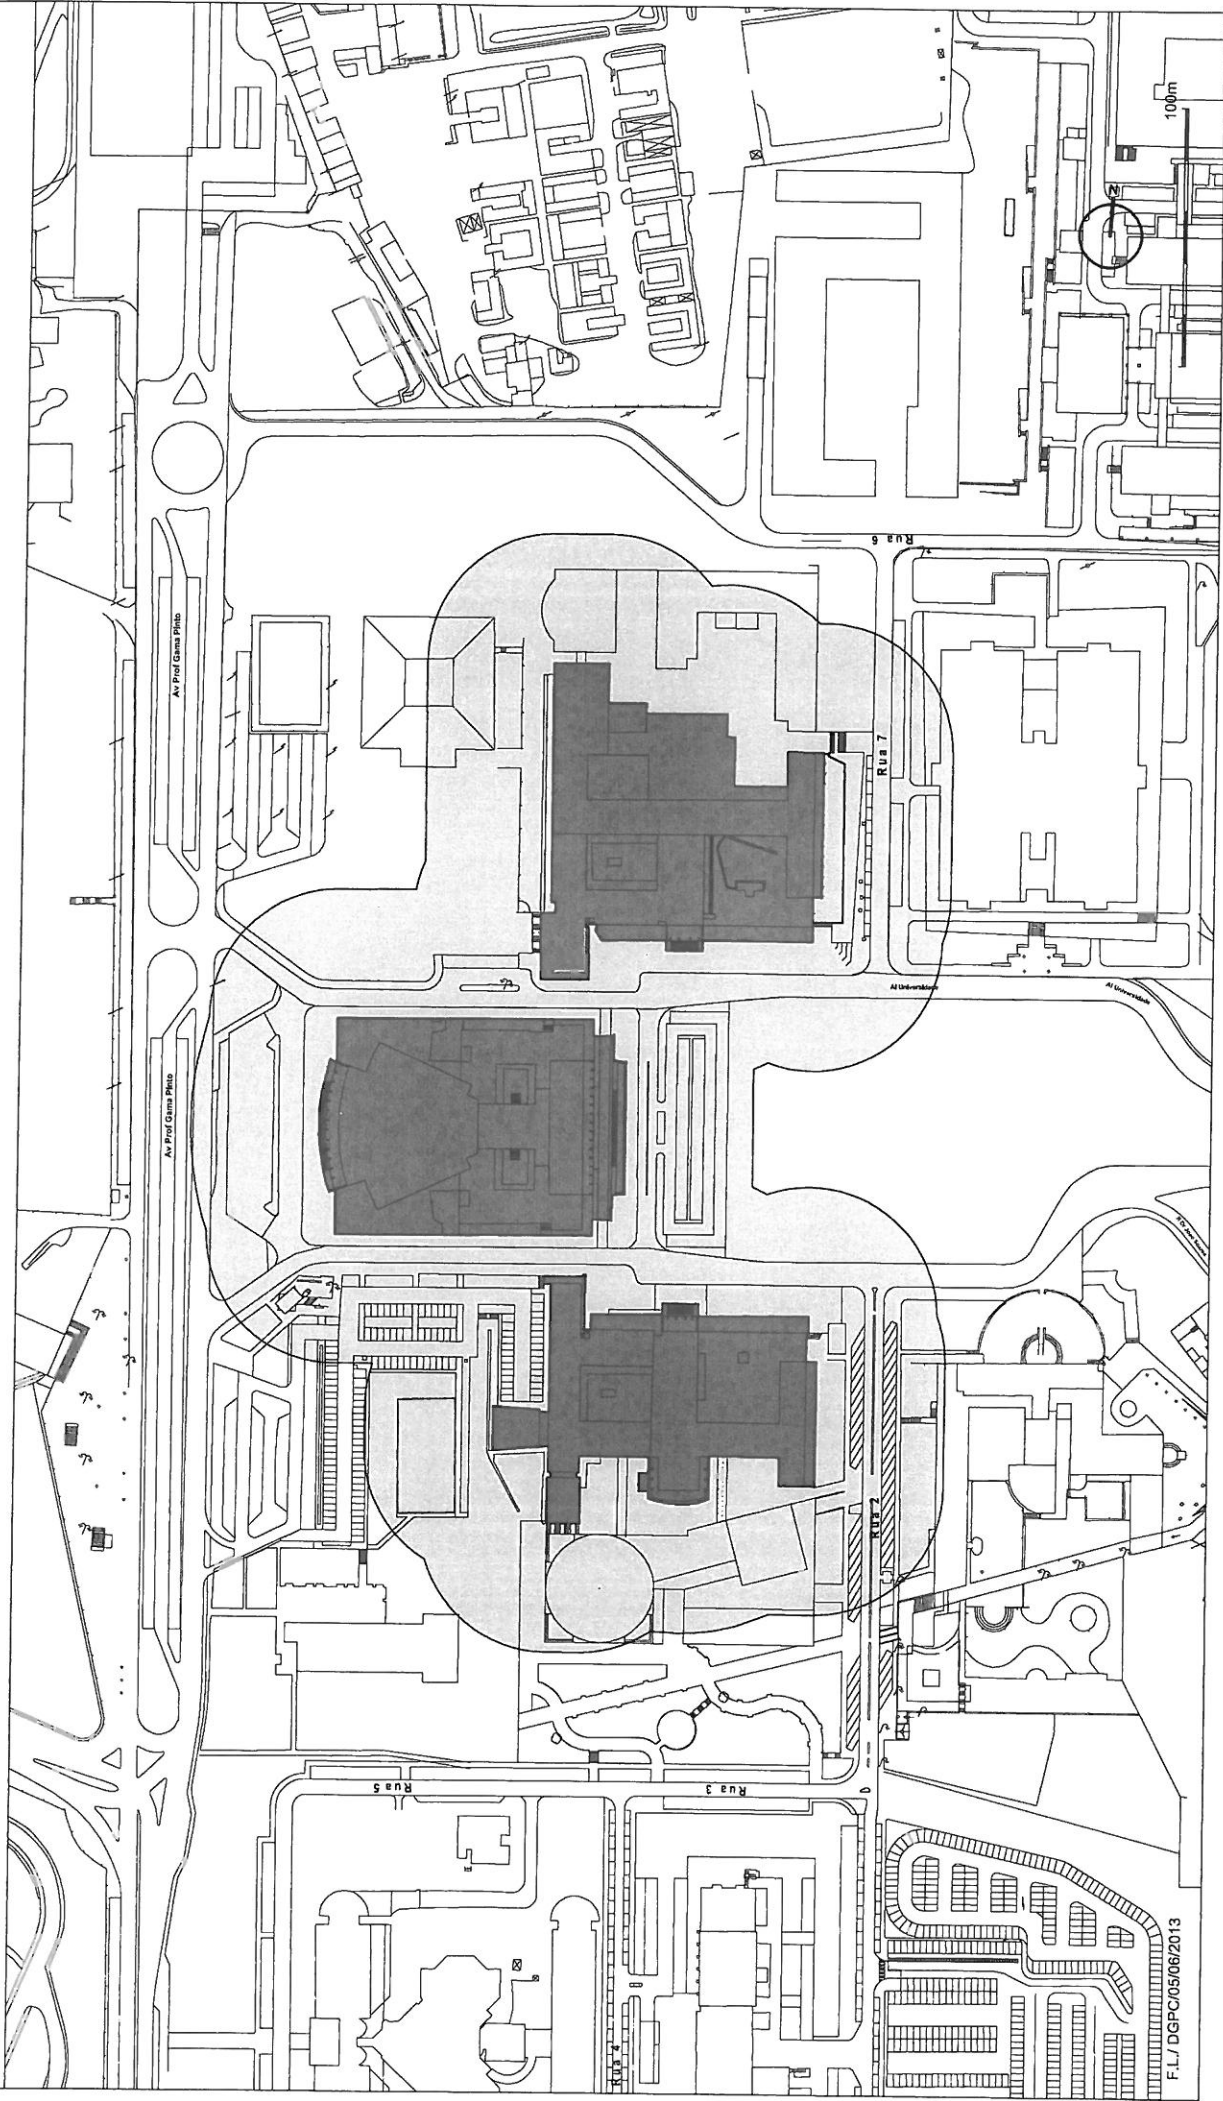 100m
N
Rua 6
Av Prof Gama Pinto
Rua 7
Al Universidade
Al Universidade
Av Prof Gama Pinto
Rua 2
Rua 5
Rua 3
Rua 4
F.L./ DGPC/05/06/2013